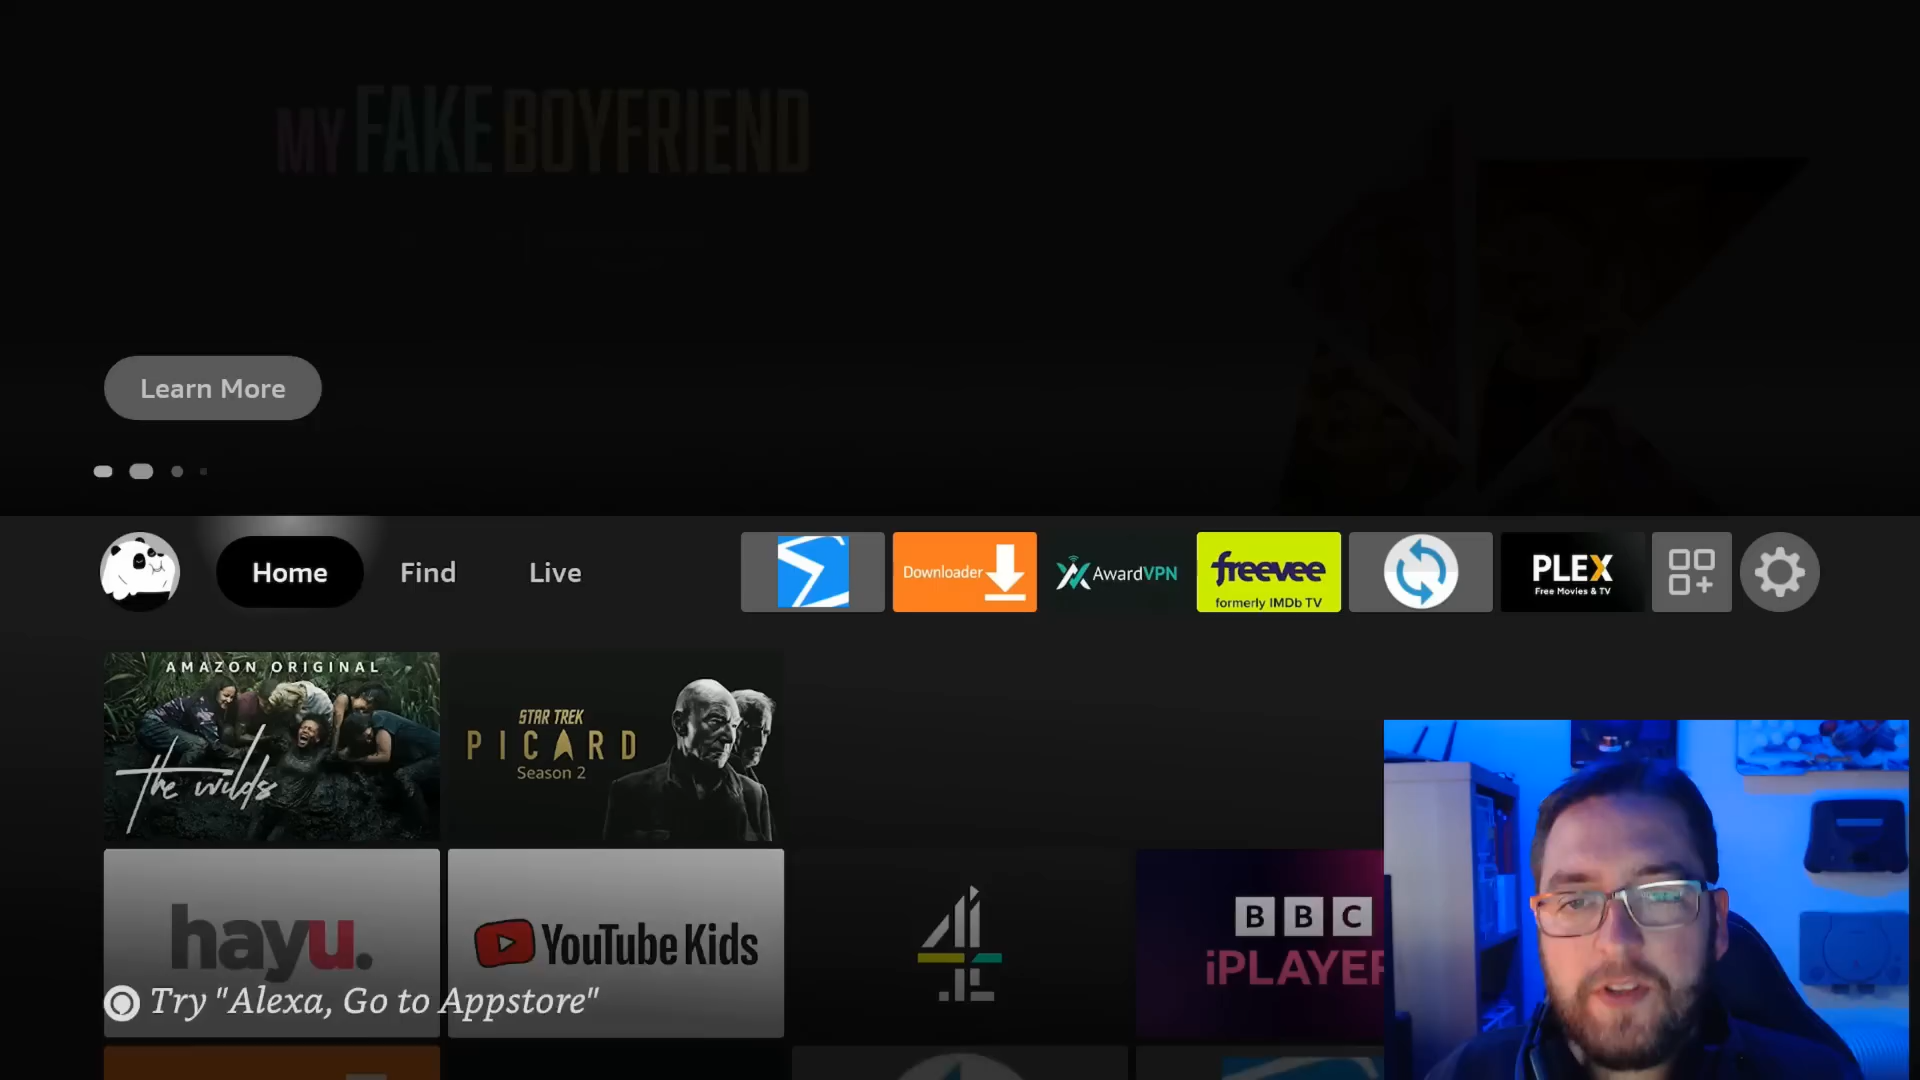 MY FAKE BOYFRIEND
Learn More
Home
Find
Live
Downloader
AwardVPN
freevee
formerly IMDb TV
PLEX
Free Movies & TV
AMAZON ORIGINAL
the wilds
STAR TREK
PICARD
Season 2
hayu.
YouTube Kids
4
BBC
iPLAYER
Try "Alexa, Go to Appstore"